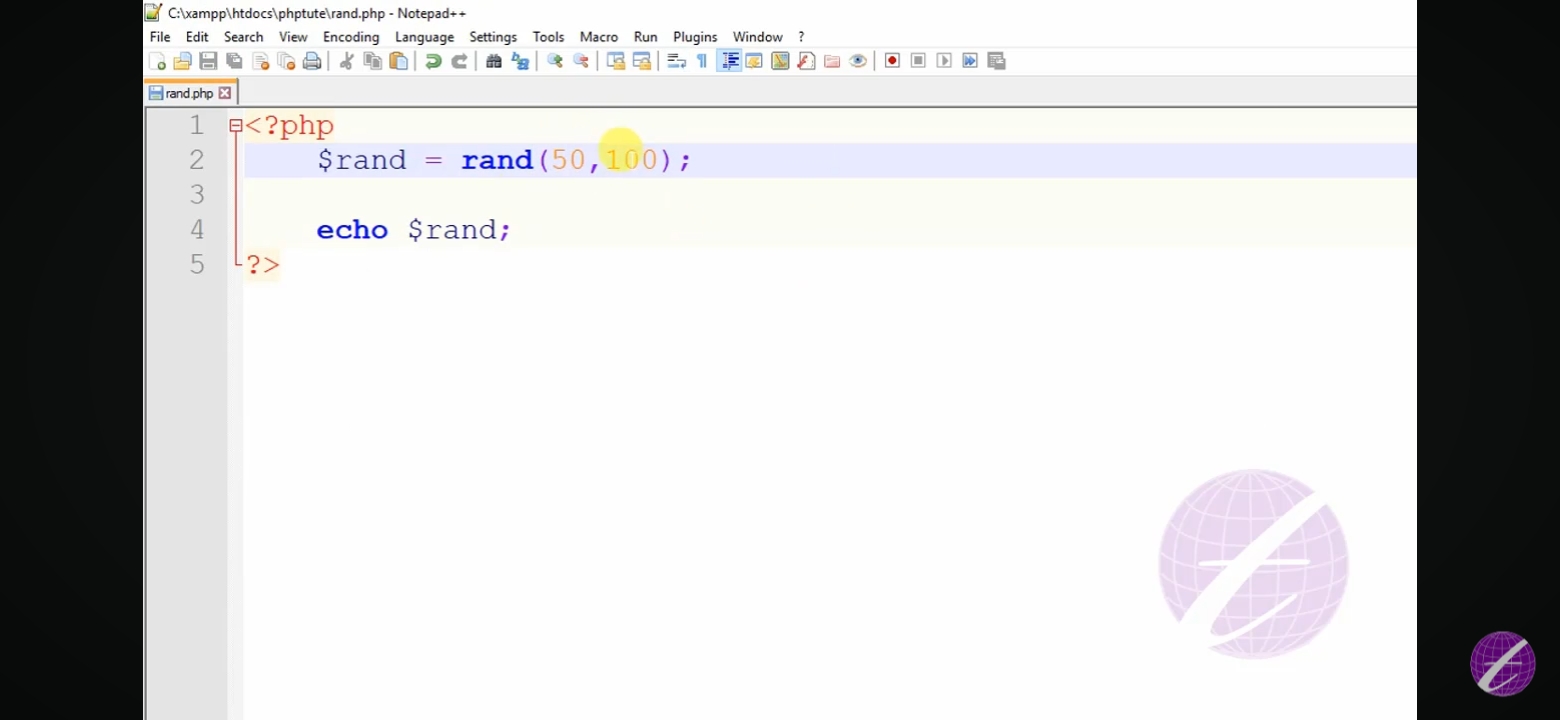 C:\xampp\htdocs\phptute\rand.php - Notepad++
File Edit Search View Encoding Language Settings Tools Macro Run Plugins Window ?
rand.php
1 <?php
2 $rand = rand(50,100);
3
4 echo $rand;
5 ?>